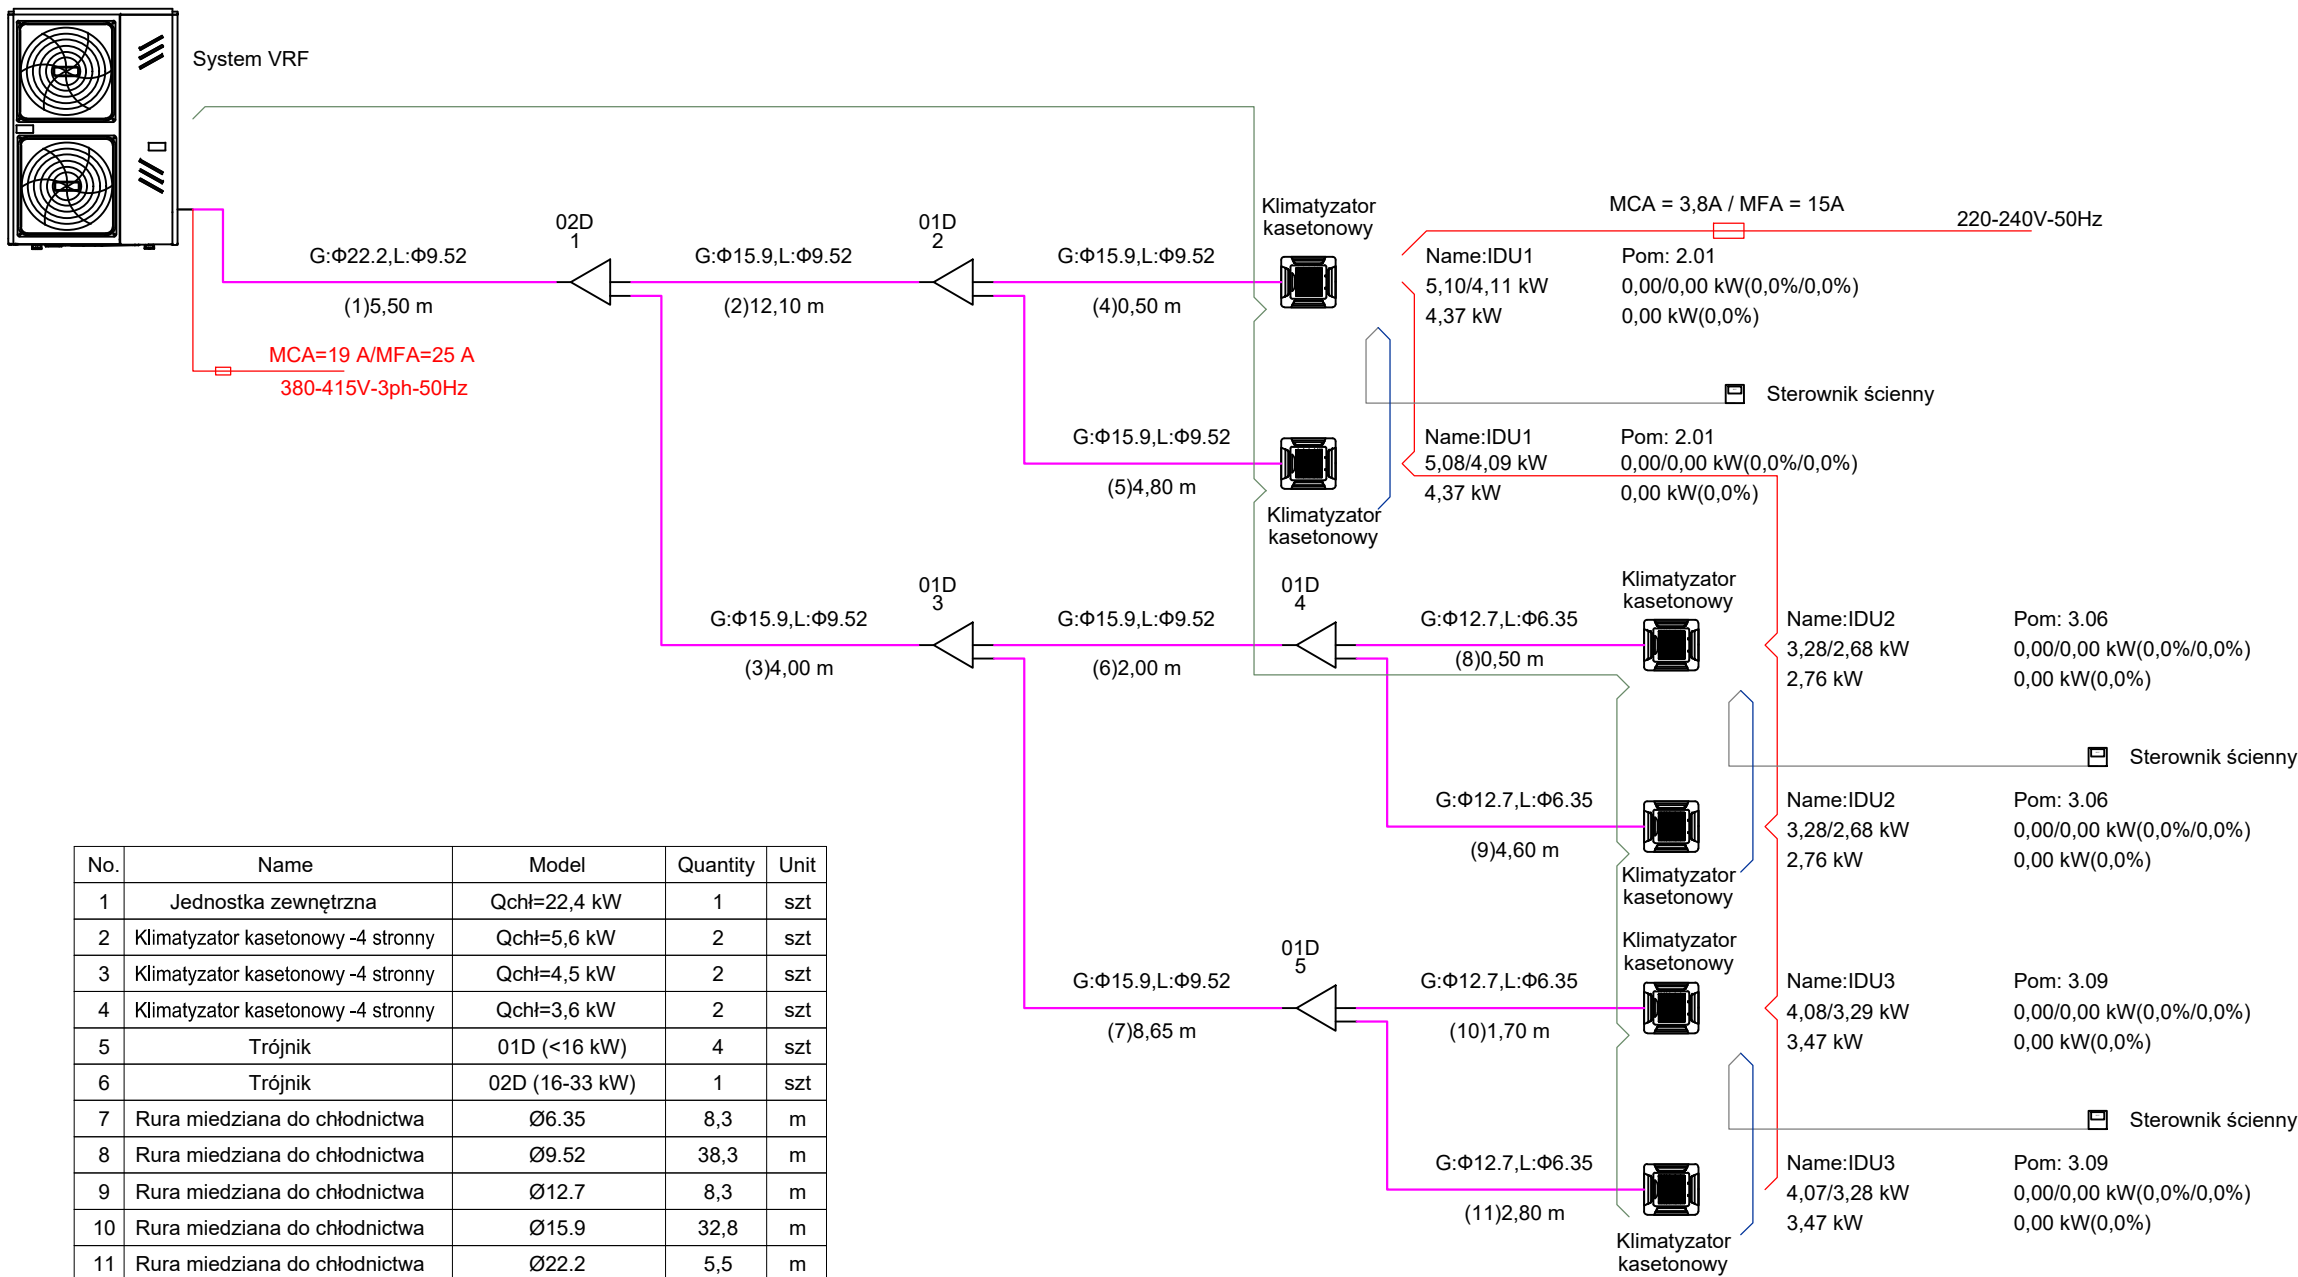 System VRF
MCA = 3,8A / MFA = 15A
220-240V-50Hz
Klimatyzator
kasetonowy
02D
1
01D
2
G:Φ22.2,L:Φ9.52
(1)5,50 m
G:Φ15.9,L:Φ9.52
(2)12,10 m
G:Φ15.9,L:Φ9.52
(4)0,50 m
Name:IDU1
5,10/4,11 kW
4,37 kW
Pom: 2.01
0,00/0,00 kW(0,0%/0,0%)
0,00 kW(0,0%)
MCA=19 A/MFA=25 A
380-415V-3ph-50Hz
Sterownik ścienny
G:Φ15.9,L:Φ9.52
(5)4,80 m
Klimatyzator
kasetonowy
Name:IDU1
5,08/4,09 kW
4,37 kW
Pom: 2.01
0,00/0,00 kW(0,0%/0,0%)
0,00 kW(0,0%)
01D
3
01D
4
Klimatyzator
kasetonowy
G:Φ15.9,L:Φ9.52
(3)4,00 m
G:Φ15.9,L:Φ9.52
(6)2,00 m
G:Φ12.7,L:Φ6.35
(8)0,50 m
Name:IDU2
3,28/2,68 kW
2,76 kW
Pom: 3.06
0,00/0,00 kW(0,0%/0,0%)
0,00 kW(0,0%)
Sterownik ścienny
G:Φ12.7,L:Φ6.35
(9)4,60 m
Klimatyzator
kasetonowy
Name:IDU2
3,28/2,68 kW
2,76 kW
Pom: 3.06
0,00/0,00 kW(0,0%/0,0%)
0,00 kW(0,0%)
01D
5
Klimatyzator
kasetonowy
G:Φ15.9,L:Φ9.52
(7)8,65 m
G:Φ12.7,L:Φ6.35
(10)1,70 m
Name:IDU3
4,08/3,29 kW
3,47 kW
Pom: 3.09
0,00/0,00 kW(0,0%/0,0%)
0,00 kW(0,0%)
Sterownik ścienny
G:Φ12.7,L:Φ6.35
(11)2,80 m
Klimatyzator
kasetonowy
Name:IDU3
4,07/3,28 kW
3,47 kW
Pom: 3.09
0,00/0,00 kW(0,0%/0,0%)
0,00 kW(0,0%)
No. Name Model Quantity Unit
1 Jednostka zewnętrzna Qchł=22,4 kW 1 szt
2 Klimatyzator kasetonowy -4 stronny Qchł=5,6 kW 2 szt
3 Klimatyzator kasetonowy -4 stronny Qchł=4,5 kW 2 szt
4 Klimatyzator kasetonowy -4 stronny Qchł=3,6 kW 2 szt
5 Trójnik 01D (<16 kW) 4 szt
6 Trójnik 02D (16-33 kW) 1 szt
7 Rura miedziana do chłodnictwa Ø6.35 8,3 m
8 Rura miedziana do chłodnictwa Ø9.52 38,3 m
9 Rura miedziana do chłodnictwa Ø12.7 8,3 m
10 Rura miedziana do chłodnictwa Ø15.9 32,8 m
11 Rura miedziana do chłodnictwa Ø22.2 5,5 m